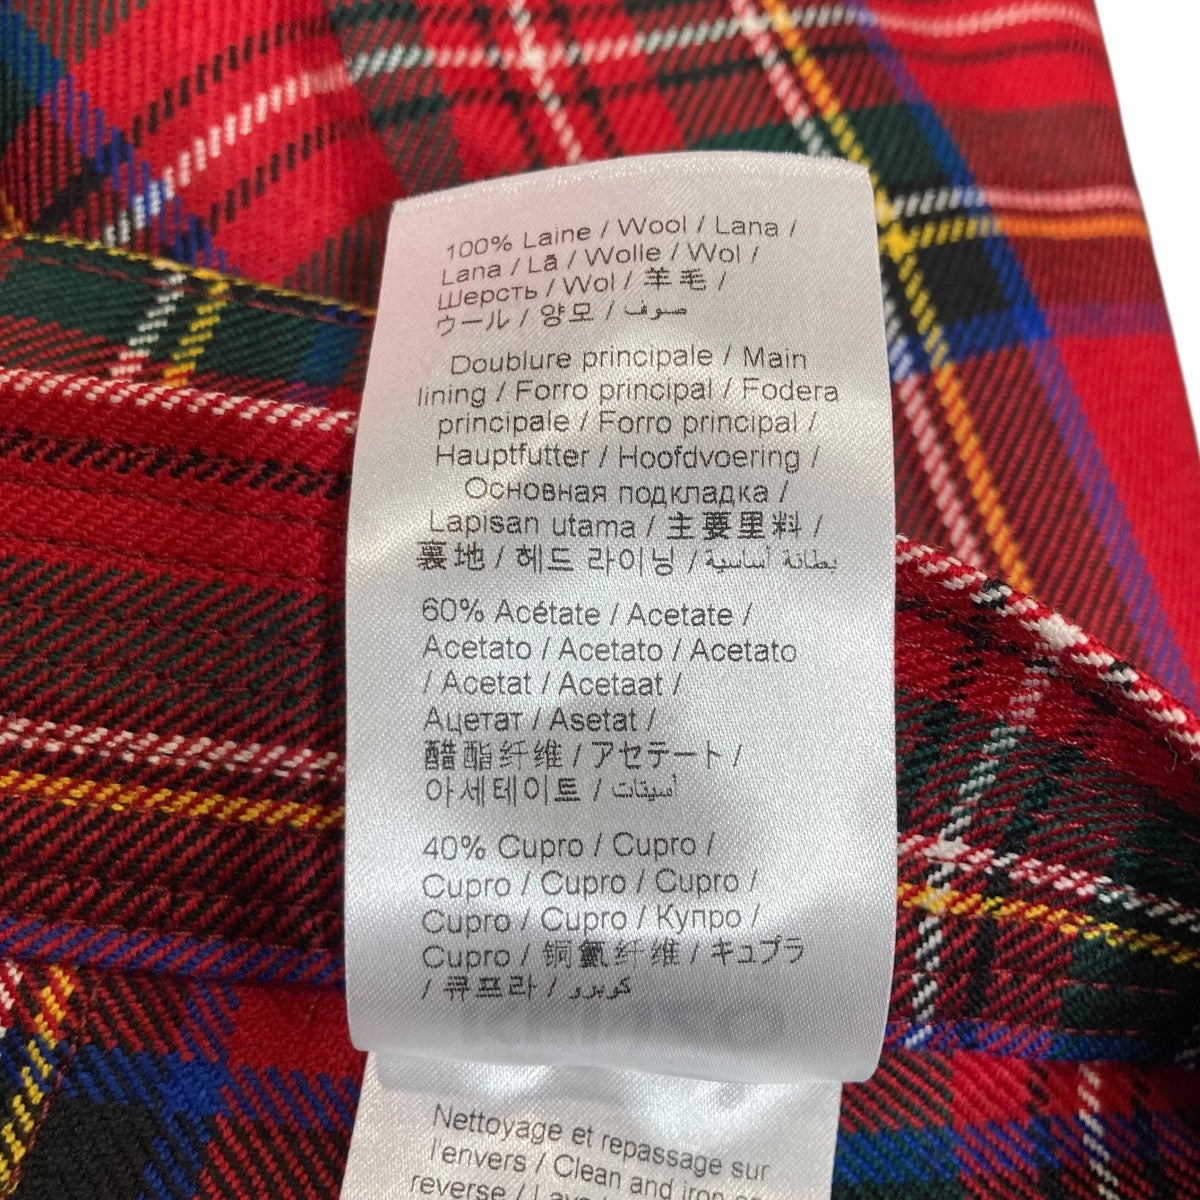 100% Laine / Wool / Lana /
Lana / Lã / Wolle / Wol /
Шерсть / Wol / 羊毛 /
ウール / 양모 / صوف
Doublure principale / Main
lining / Forro principal / Fodera
principale / Forro principal /
Hauptfutter / Hoofdvoering /
Основная подкладка /
Lapisan utama / 主要里料 /
裏地 / 헤드 라이닝 / بطانة أساسية
60% Acétate / Acetate /
Acetato / Acetato / Acetato
/ Acetat / Acetaat /
Ацетат / Asetat /
醋酯纤维 / アセテート /
아세테이트 / أسيتات
40% Cupro / Cupro /
Cupro / Cupro / Cupro /
Cupro / Cupro / Купро /
Cupro / 铜氨纤维 / キュプラ
/ 큐프라 / كوبرو
Nettoyage et repassage sur
l'envers / Clean and iron on
reverse /